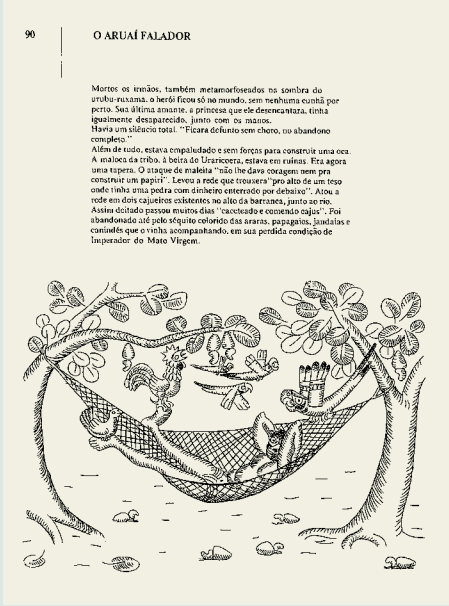 90
O ARUAÍ FALADOR
Mortos os irmãos, também metamorfoseados na sombra do
urubu-ruxama, o herói ficou só no mundo, sem nenhuma cunhã por
perto. Sua última amante, a princesa que ele desencantara, tinha
igualmente desaparecido, junto com os manos.
Havia um silêncio total. "Ficara defunto sem choro, no abandono
completo."
Além de tudo, estava empaludado e sem forças para construir uma oca.
A maloca da tribo, à beira do Uraricoera, estava em ruínas. Era agora
uma tapera. O ataque de maleita "não lhe dava coragem nem pra
construir um papiri". Levou a rede que trouxera "pro alto de um teso
onde tinha uma pedra com dinheiro enterrado por debaixo". Atou a
rede em dois cajueiros existentes no alto da barranca, junto ao rio.
Assim deitado passou muitos dias "caceteado e comendo cajus". Foi
abandonado até pelo séquito colorido das araras, papagaios, jandaias e
conindés que o vinha acompanhando, em sua perdida condição de
Imperador do Mato Virgem.